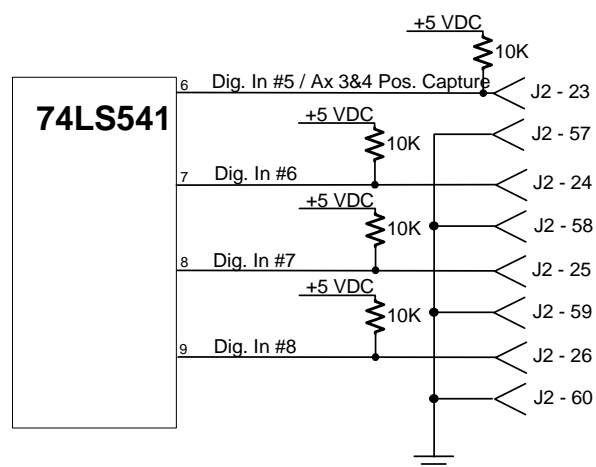 +5 VDC
10K
6 Dig. In #5 / Ax 3&4 Pos. Capture
J2 - 23
74LS541
+5 VDC
J2 - 57
10K
7 Dig. In #6
J2 - 24
+5 VDC
10K
J2 - 58
8 Dig. In #7
J2 - 25
+5 VDC
10K
J2 - 59
9 Dig. In #8
J2 - 26
J2 - 60